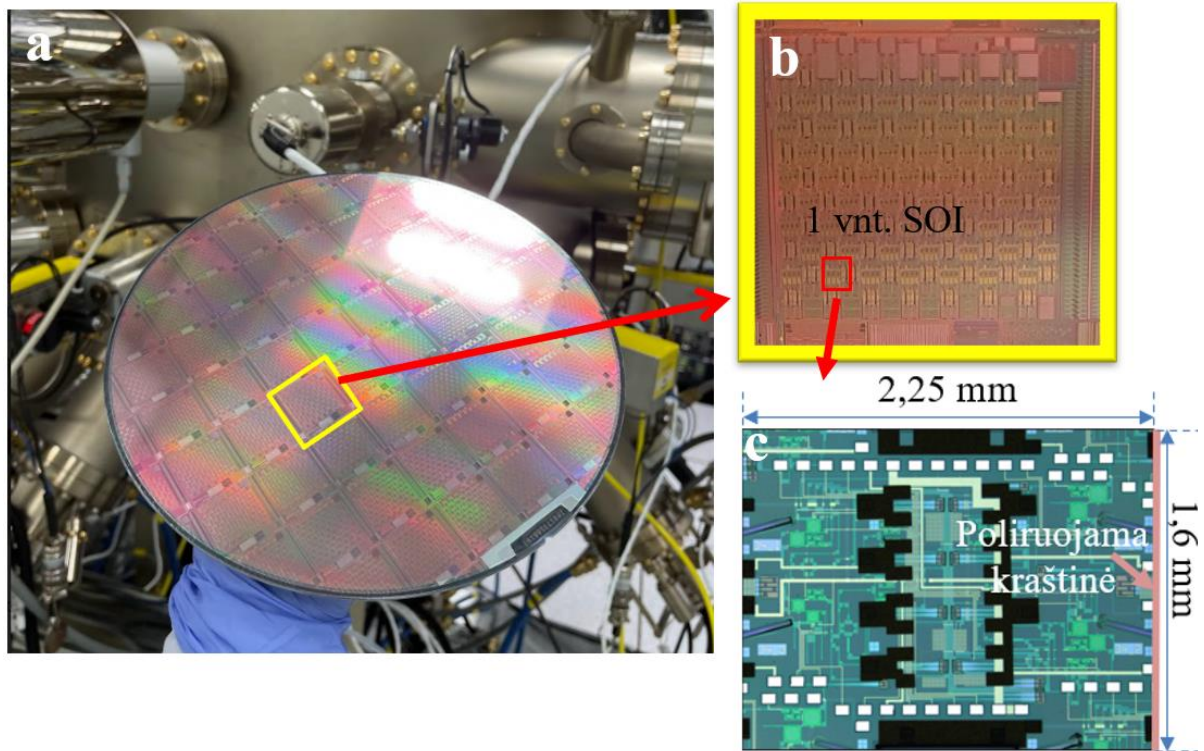 a
b
1 vnt. SOI
2,25 mm
c
Poliruojama
kraštinė
1,6 mm